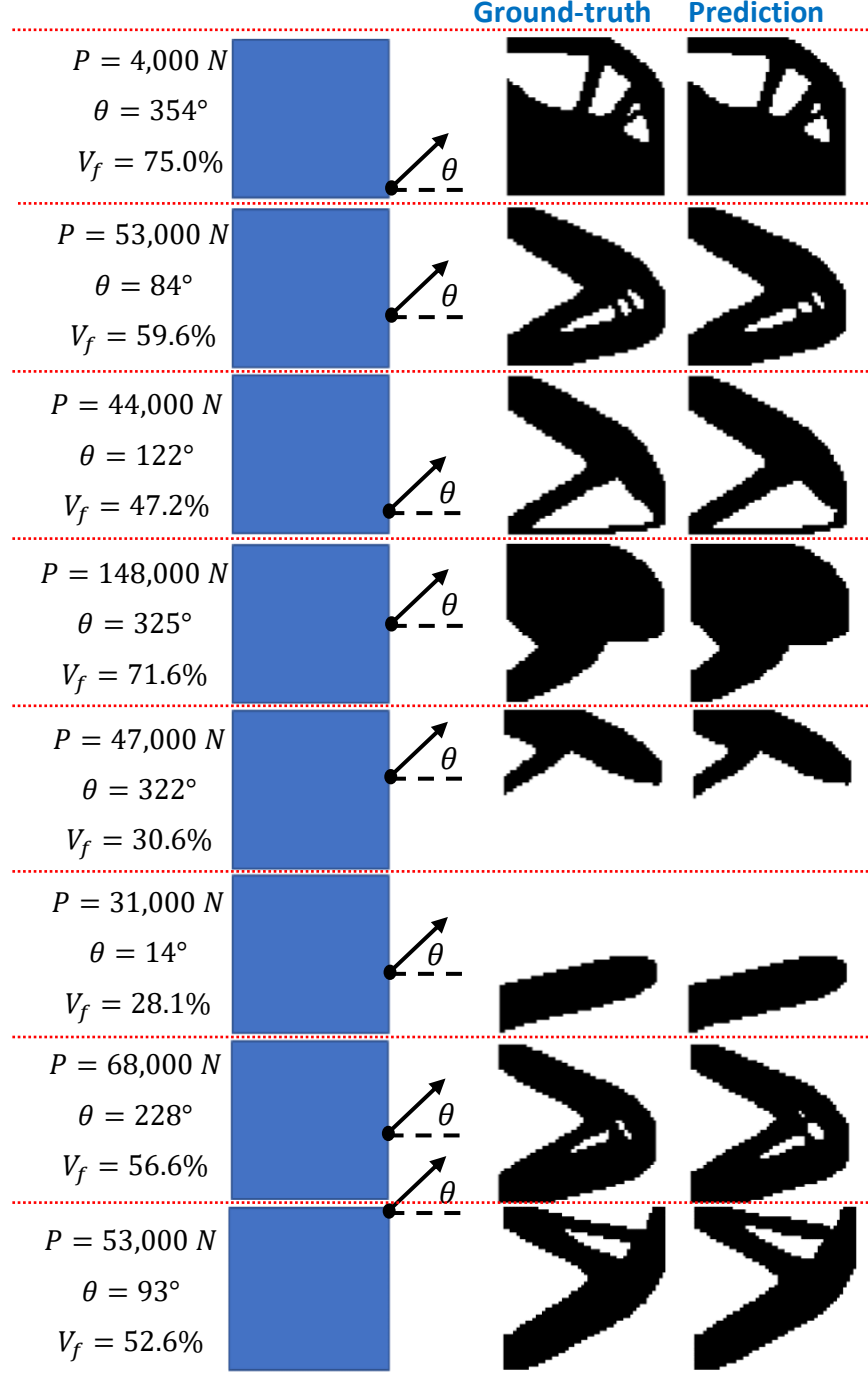 Ground-truth Prediction
P = 4,000 N
θ = 354°
θ
V_f = 75.0%
P = 53,000 N
θ = 84°
θ
V_f = 59.6%
P = 44,000 N
θ = 122°
θ
V_f = 47.2%
P = 148,000 N
θ = 325°
θ
V_f = 71.6%
P = 47,000 N
θ = 322°
θ
V_f = 30.6%
P = 31,000 N
θ = 14°
θ
V_f = 28.1%
P = 68,000 N
θ = 228°
θ
V_f = 56.6%
θ
P = 53,000 N
θ = 93°
V_f = 52.6%